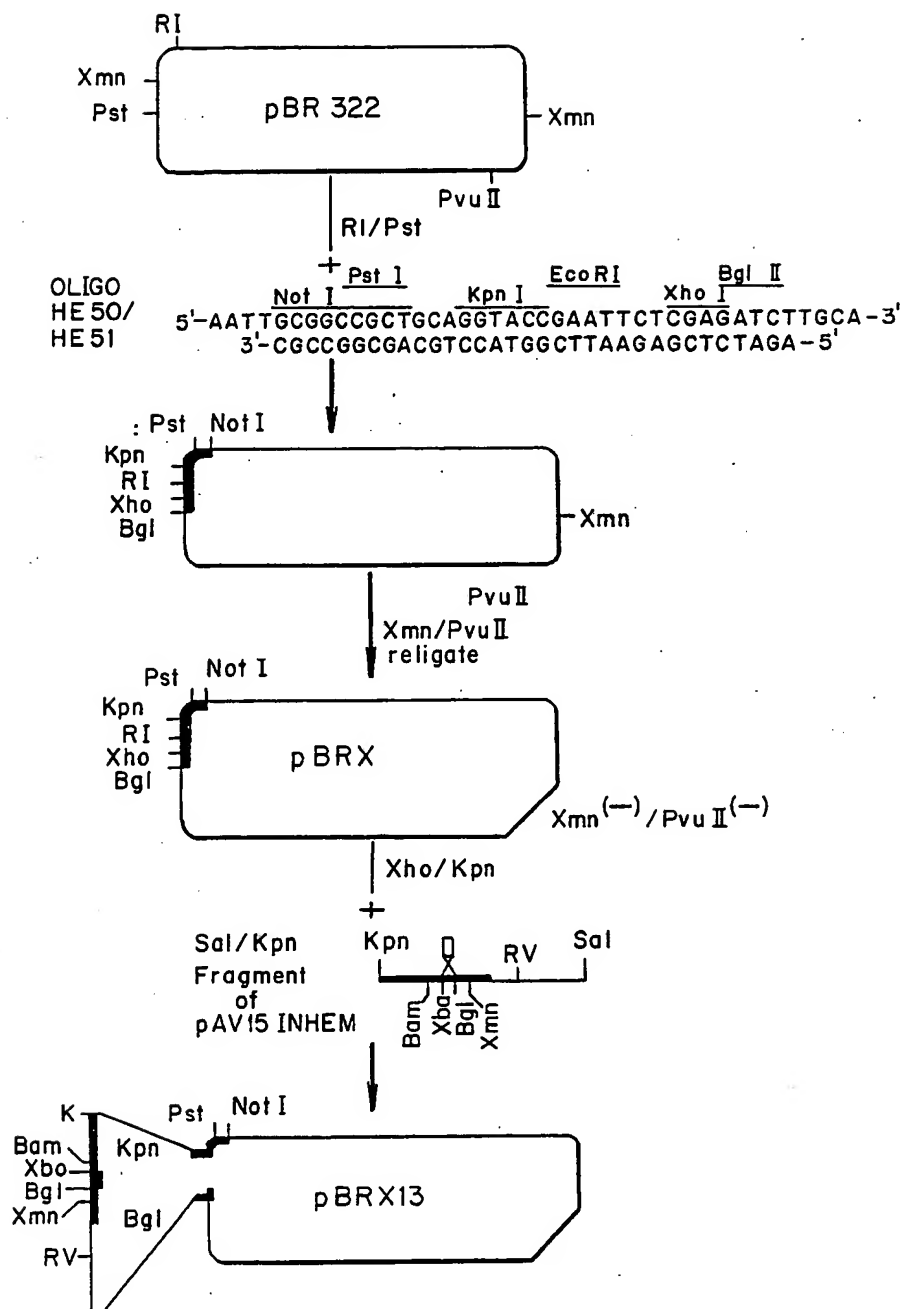 RI
Xmn
Pst
pBR 322
Xmn
Pvu II
RI/Pst
+
OLIGO
HE50/
HE51
Pst I
EcoRI
Bgl II
Not I
Kpn I
Xho I
5'-AATTGCGGCCGCTGCAGGTACCGAATTCTCGAGATCTTGCA-3'
3'-CGCCGGCGACGTCCATGGCTTAAGAGCTCTAGA-5'
: Pst Not I
Kpn
RI
Xho
Bgl
Xmn
Pvu II
Xmn/Pvu II
religate
Pst Not I
Kpn
RI
Xho
Bgl
pBRX
Xmn(-)/Pvu II(-)
Xho/Kpn
+
Sal/Kpn
Fragment
of
pAV15 INHEM
Kpn
RV
Sal
Bam
Xba
Bgl
Xmn
K
Pst
Not I
Kpn
Bam
Xbo
Bgl
Xmn
Bgl
RV
pBRX13